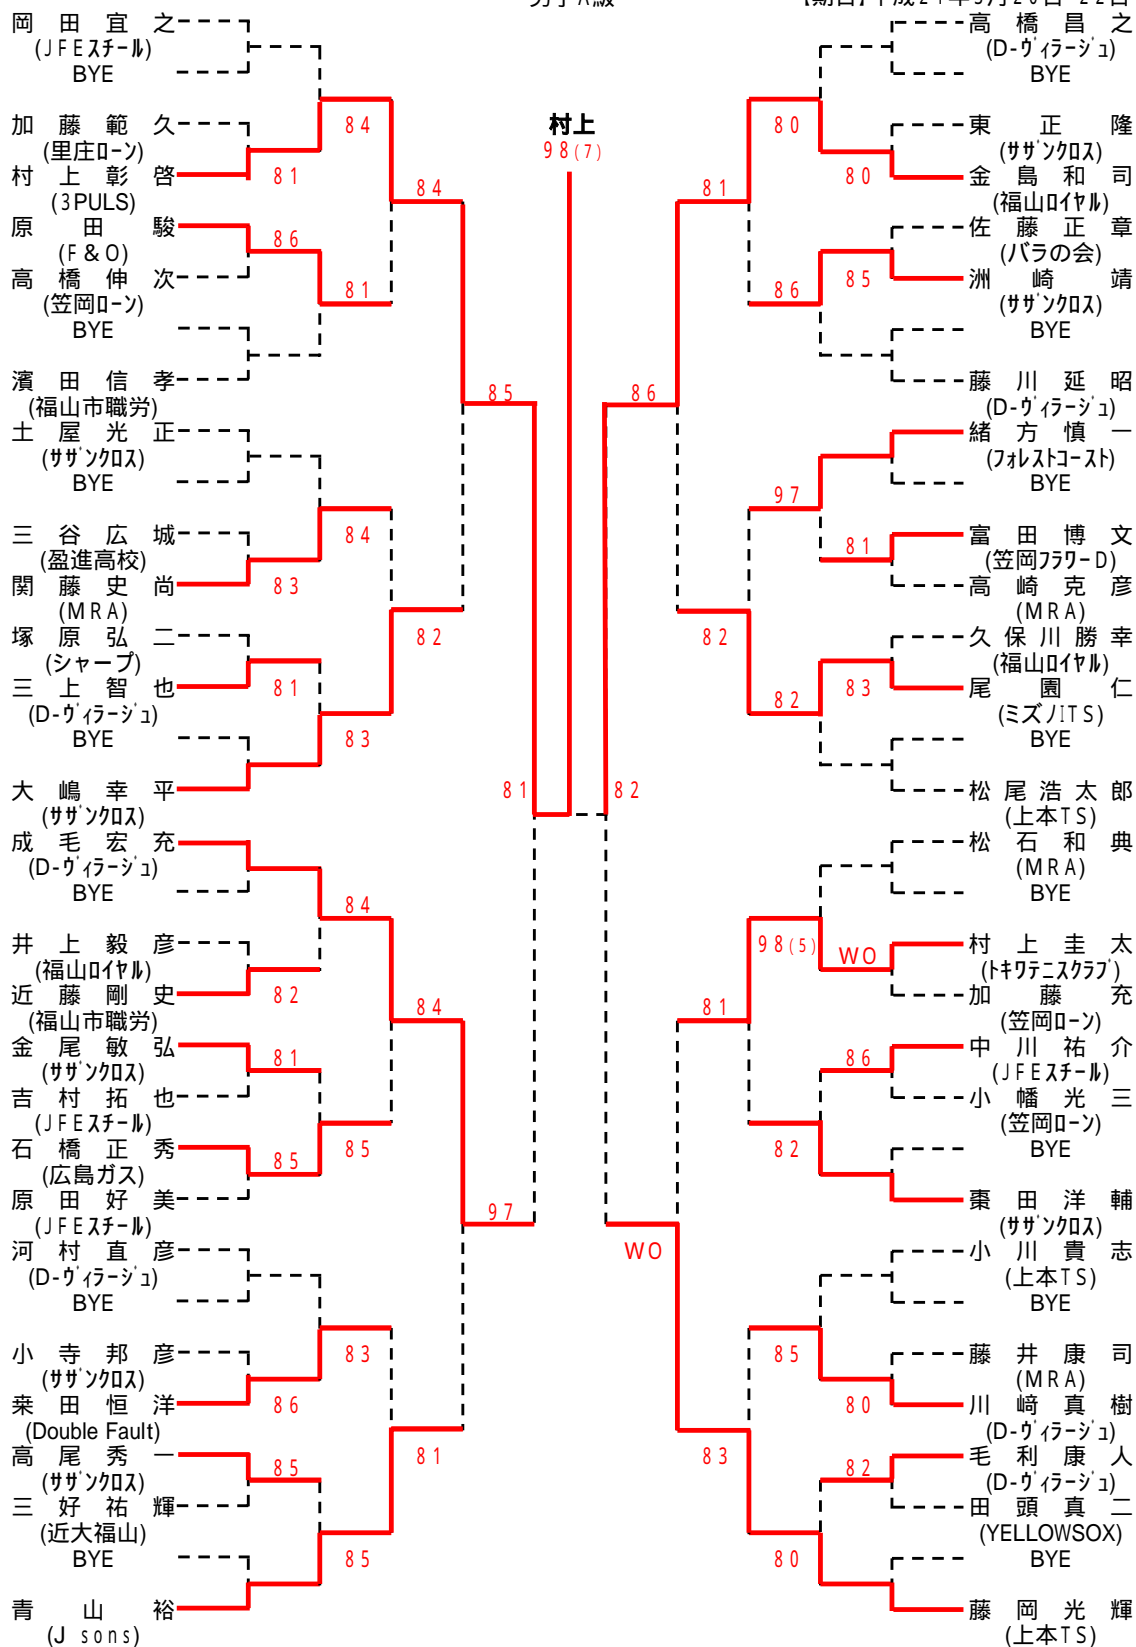 男子A級
【期日】平成24年9月20日・22日
村上
98(7)
岡田宜之
(JFEスチール)
BYE
加藤範久
(里庄ローン)
村上彰啓
(3PULS)
原田駿
(F&O)
高橋伸次
(笠岡ローン)
BYE
濱田信孝
(福山市職労)
土屋光正
(サザンクロス)
BYE
三谷広城
(盈進高校)
関藤史尚
(MRA)
塚原弘二
(シャープ)
三上智也
(D-ヴィラージュ)
BYE
大嶋幸平
(サザンクロス)
成毛宏充
(D-ヴィラージュ)
BYE
井上毅彦
(福山ロイヤル)
近藤剛史
(福山市職労)
金尾敏弘
(サザンクロス)
吉村拓也
(JFEスチール)
石橋正秀
(広島ガス)
原田好美
(JFEスチール)
河村直彦
(D-ヴィラージュ)
BYE
小寺邦彦
(サザンクロス)
桒田恒洋
(Double Fault)
高尾秀一
(サザンクロス)
三好祐輝
(近大福山)
BYE
青山裕
(J sons)
81
86
83
81
82
81
85
86
85
84
81
84
83
84
85
83
85
84
82
84
81
85
97
81
82
86
WO
81
82
81
83
80
86
97
82
98(5)
82
85
80
80
85
81
83
WO
86
80
82
高橋昌之
(D-ヴィラージュ)
BYE
東正隆
(サザンクロス)
金島和司
(福山ロイヤル)
佐藤正章
(バラの会)
洲崎靖
(サザンクロス)
BYE
藤川延昭
(D-ヴィラージュ)
緒方慎一
(フォレストコースト)
BYE
富田博文
(笠岡フラワーD)
高崎克彦
(MRA)
久保川勝幸
(福山ロイヤル)
尾園仁
(ミズノITS)
BYE
松尾浩太郎
(上本TS)
松石和典
(MRA)
BYE
村上圭太
(トキワテニスクラブ)
加藤充
(笠岡ローン)
中川祐介
(JFEスチール)
小幡光三
(笠岡ローン)
BYE
棗田洋輔
(サザンクロス)
小川貴志
(上本TS)
BYE
藤井康司
(MRA)
川﨑真樹
(D-ヴィラージュ)
毛利康人
(D-ヴィラージュ)
田頭真二
(YELLOWSOX)
BYE
藤岡光輝
(上本TS)